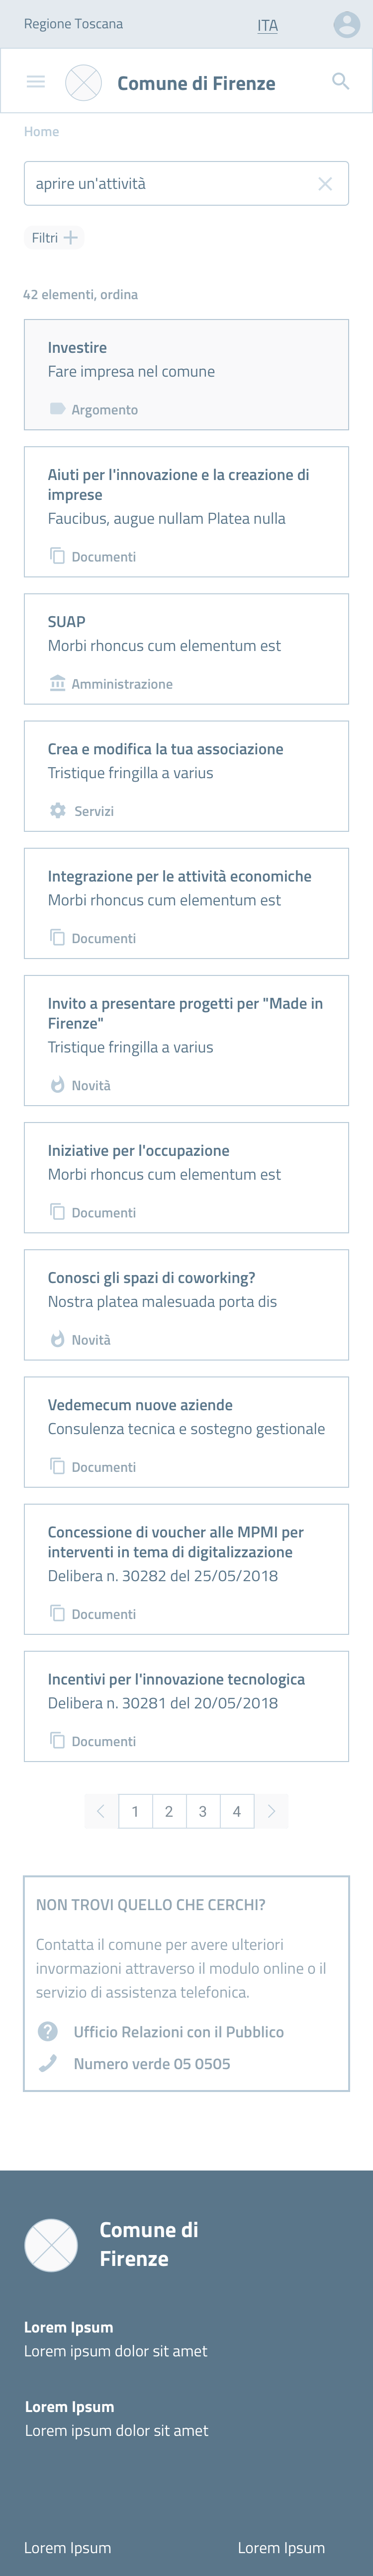 Regione Toscana
ITA
Comune di Firenze
Home
aprire un'attività
Filtri
42 elementi, ordina
Investire
Fare impresa nel comune
Argomento
Aiuti per l'innovazione e la creazione di
imprese
Faucibus, augue nullam Platea nulla
Documenti
SUAP
Morbi rhoncus cum elementum est
Amministrazione
Crea e modifica la tua associazione
Tristique fringilla a varius
Servizi
Integrazione per le attività economiche
Morbi rhoncus cum elementum est
Documenti
Invito a presentare progetti per "Made in
Firenze"
Tristique fringilla a varius
Novità
Iniziative per l'occupazione
Morbi rhoncus cum elementum est
Documenti
Conosci gli spazi di coworking?
Nostra platea malesuada porta dis
Novità
Vedemecum nuove aziende
Consulenza tecnica e sostegno gestionale
Documenti
Concessione di voucher alle MPMI per
interventi in tema di digitalizzazione
Delibera n. 30282 del 25/05/2018
Documenti
Incentivi per l'innovazione tecnologica
Delibera n. 30281 del 20/05/2018
Documenti
1 2 3 4
NON TROVI QUELLO CHE CERCHI?
Contatta il comune per avere ulteriori
invormazioni attraverso il modulo online o il
servizio di assistenza telefonica.
Ufficio Relazioni con il Pubblico
Numero verde 05 0505
Comune di
Firenze
Lorem Ipsum
Lorem ipsum dolor sit amet
Lorem Ipsum
Lorem ipsum dolor sit amet
Lorem Ipsum Lorem Ipsum